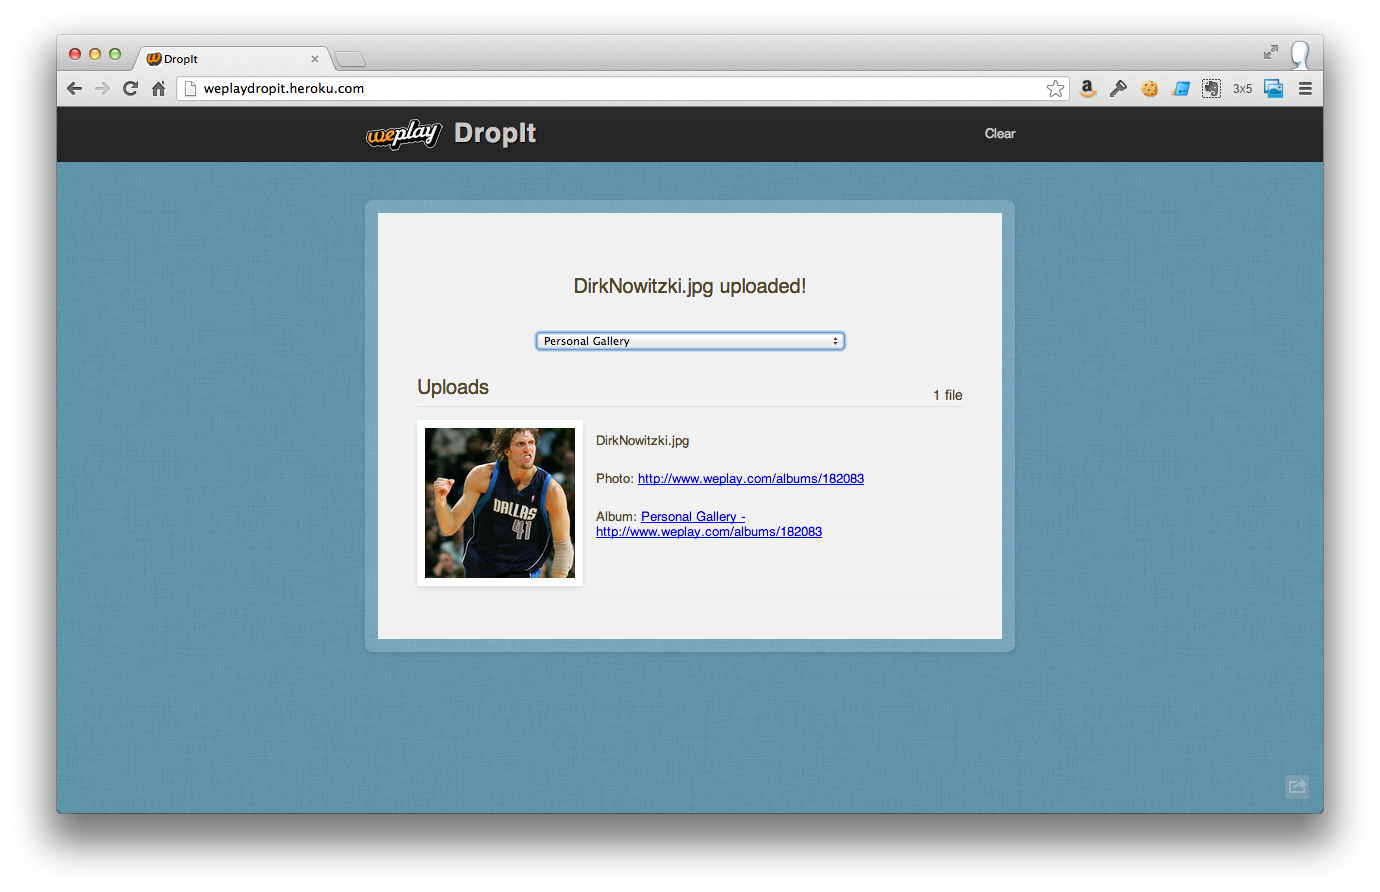 DropIt
weplaydropit.heroku.com
3x5
weplay DropIt
Clear
DirkNowitzki.jpg uploaded!
Personal Gallery
Uploads
1 file
DALLAS
41
DirkNowitzki.jpg
Photo: http://www.weplay.com/albums/182083
Album: Personal Gallery -
http://www.weplay.com/albums/182083